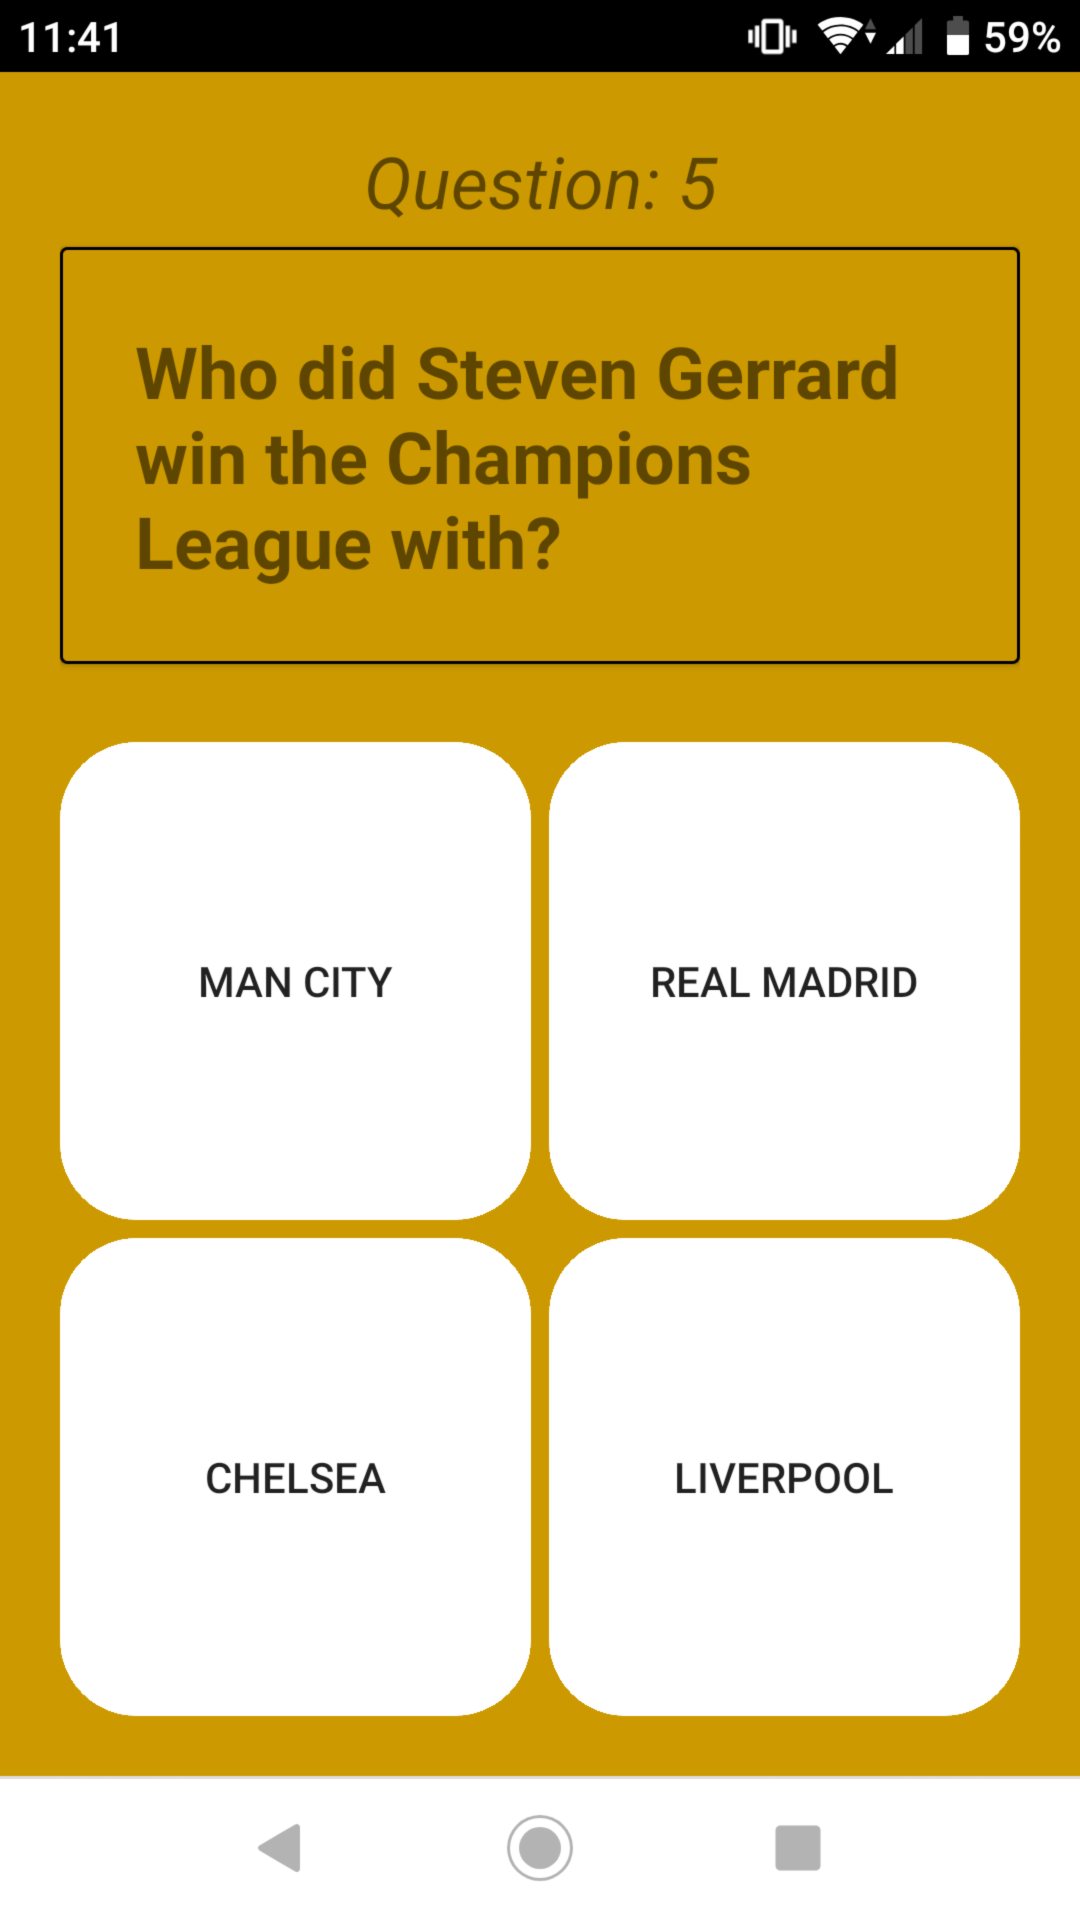 11:41
59%
Question: 5
Who did Steven Gerrard
win the Champions
League with?
MAN CITY
REAL MADRID
CHELSEA
LIVERPOOL